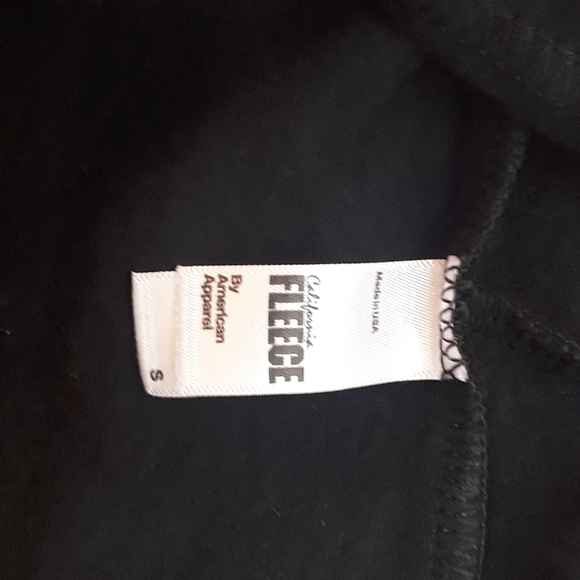 Made in USA
California
FLEECE
By
American
Apparel
S